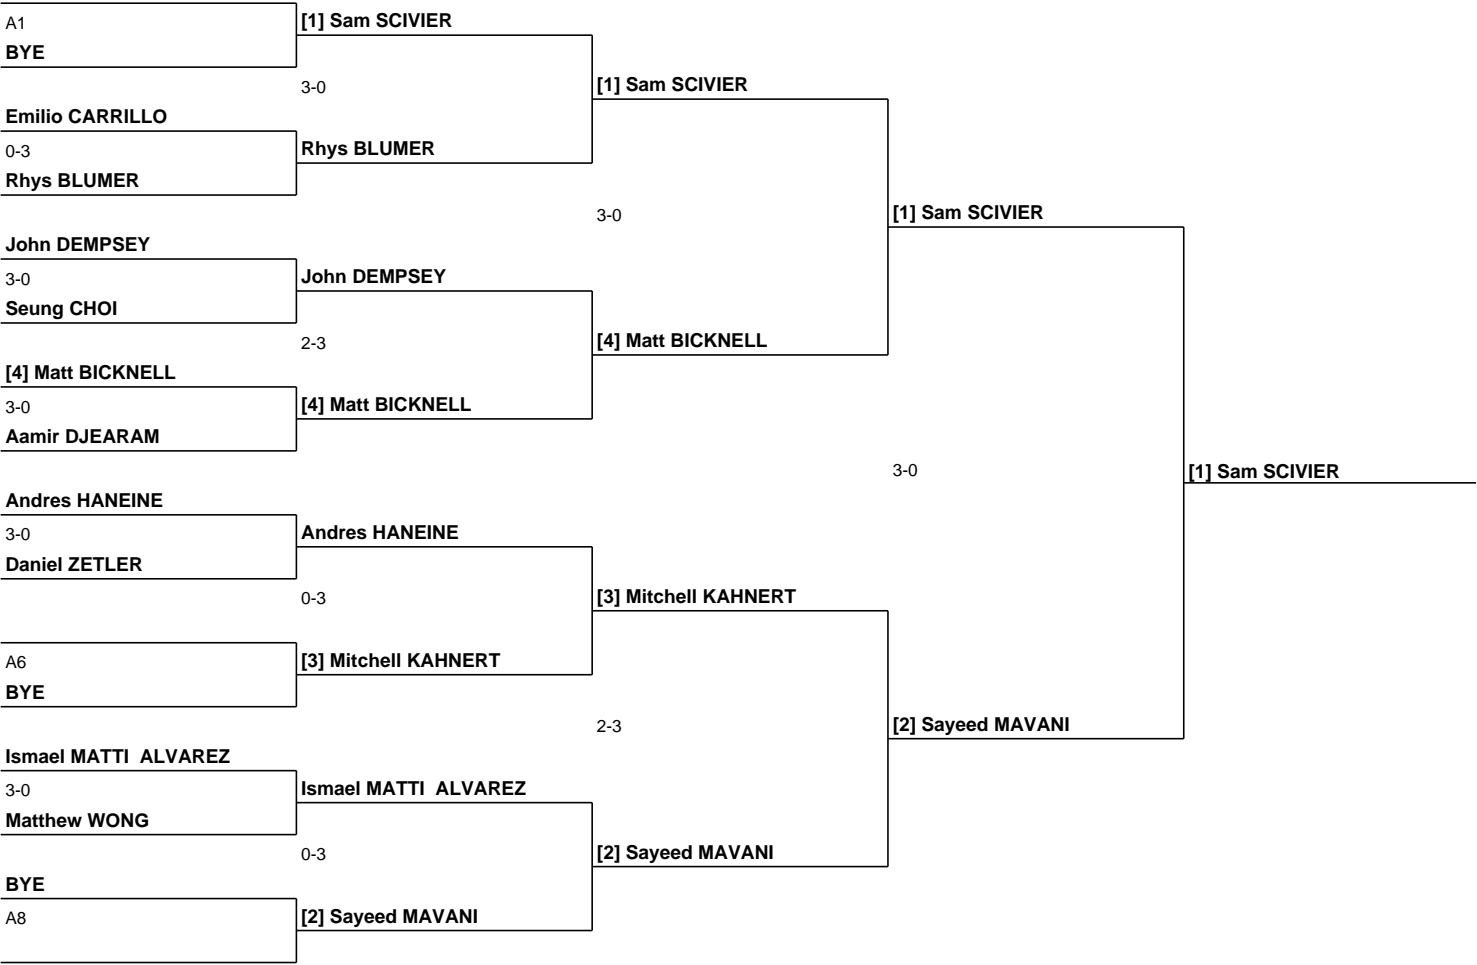 A1
BYE
[1] Sam SCIVIER
3-0
Emilio CARRILLO
0-3
Rhys BLUMER
Rhys BLUMER
[1] Sam SCIVIER
3-0
John DEMPSEY
3-0
Seung CHOI
John DEMPSEY
2-3
[4] Matt BICKNELL
3-0
Aamir DJEARAM
[4] Matt BICKNELL
[4] Matt BICKNELL
[1] Sam SCIVIER
3-0
[1] Sam SCIVIER
Andres HANEINE
3-0
Daniel ZETLER
Andres HANEINE
0-3
A6
BYE
[3] Mitchell KAHNERT
[3] Mitchell KAHNERT
2-3
Ismael MATTI  ALVAREZ
3-0
Matthew WONG
Ismael MATTI  ALVAREZ
0-3
BYE
A8
[2] Sayeed MAVANI
[2] Sayeed MAVANI
[2] Sayeed MAVANI